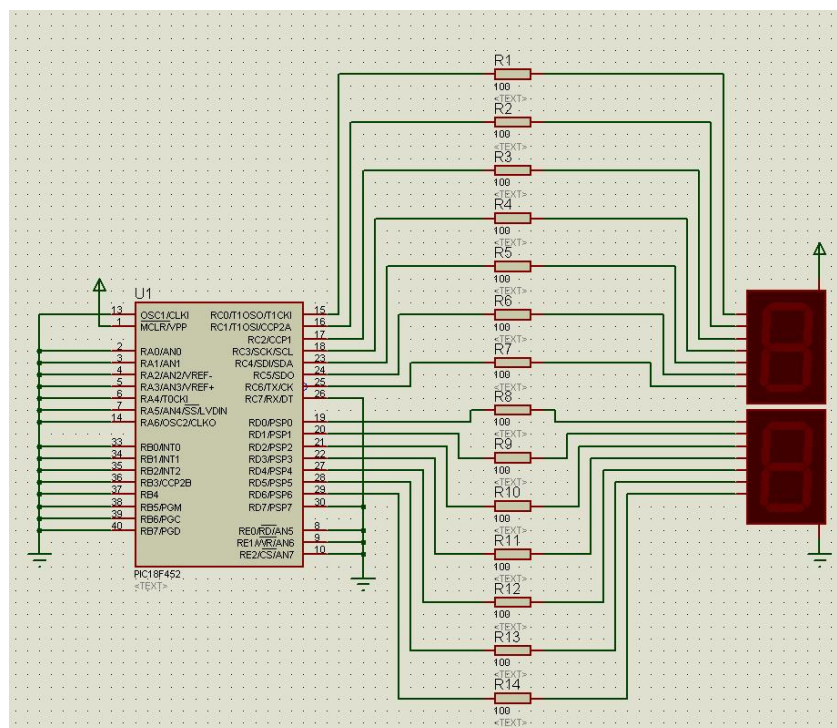 R1
100
<TEXT>
R2
100
<TEXT>
R3
100
<TEXT>
R4
100
<TEXT>
R5
100
<TEXT>
R6
100
<TEXT>
R7
100
<TEXT>
R8
100
<TEXT>
R9
100
<TEXT>
R10
100
<TEXT>
R11
100
<TEXT>
R12
100
<TEXT>
R13
100
<TEXT>
R14
100
<TEXT>
U1
13 OSC1/CLKI RC0/T1OSO/T1CKI 15
1 MCLR/VPP RC1/T1OSI/CCP2A 16
RC2/CCP1 17
2 RA0/AN0 RC3/SCK/SCL 18
3 RA1/AN1 RC4/SDI/SDA 23
4 RA2/AN2/VREF- RC5/SDO 24
5 RA3/AN3/VREF+ RC6/TX/CK 25
6 RA4/T0CKI RC7/RX/DT 26
7 RA5/AN4/SS/LVDIN
14 RA6/OSC2/CLKO RD0/PSP0 19
RD1/PSP1 20
33 RB0/INT0 RD2/PSP2 21
34 RB1/INT1 RD3/PSP3 22
35 RB2/INT2 RD4/PSP4 27
36 RB3/CCP2B RD5/PSP5 28
37 RB4 RD6/PSP6 29
38 RB5/PGM RD7/PSP7 30
39 RB6/PGC
40 RB7/PGD RE0/RD/AN5 8
RE1/WR/AN6 9
RE2/CS/AN7 10
PIC18F452
<TEXT>